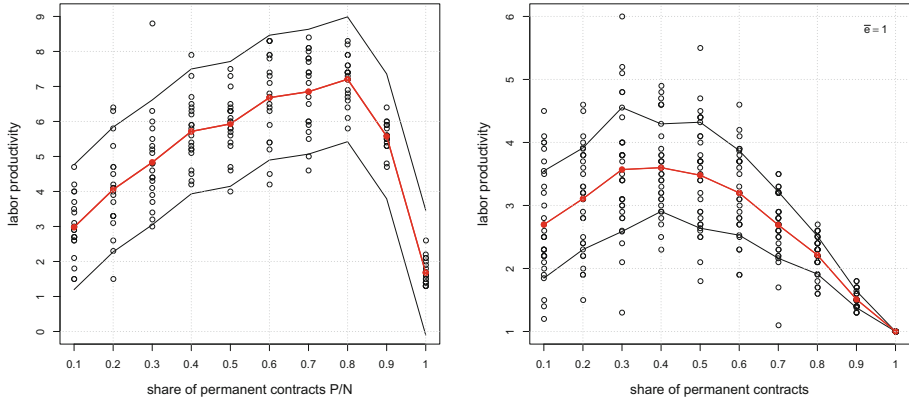 labor productivity
9
8
7
6
5
4
3
2
1
0
0.1 0.2 0.3 0.4 0.5 0.6 0.7 0.8 0.9 1
share of permanent contracts P/N
labor productivity
6
5
4
3
2
1
e̅ = 1
0.1 0.2 0.3 0.4 0.5 0.6 0.7 0.8 0.9 1
share of permanent contracts